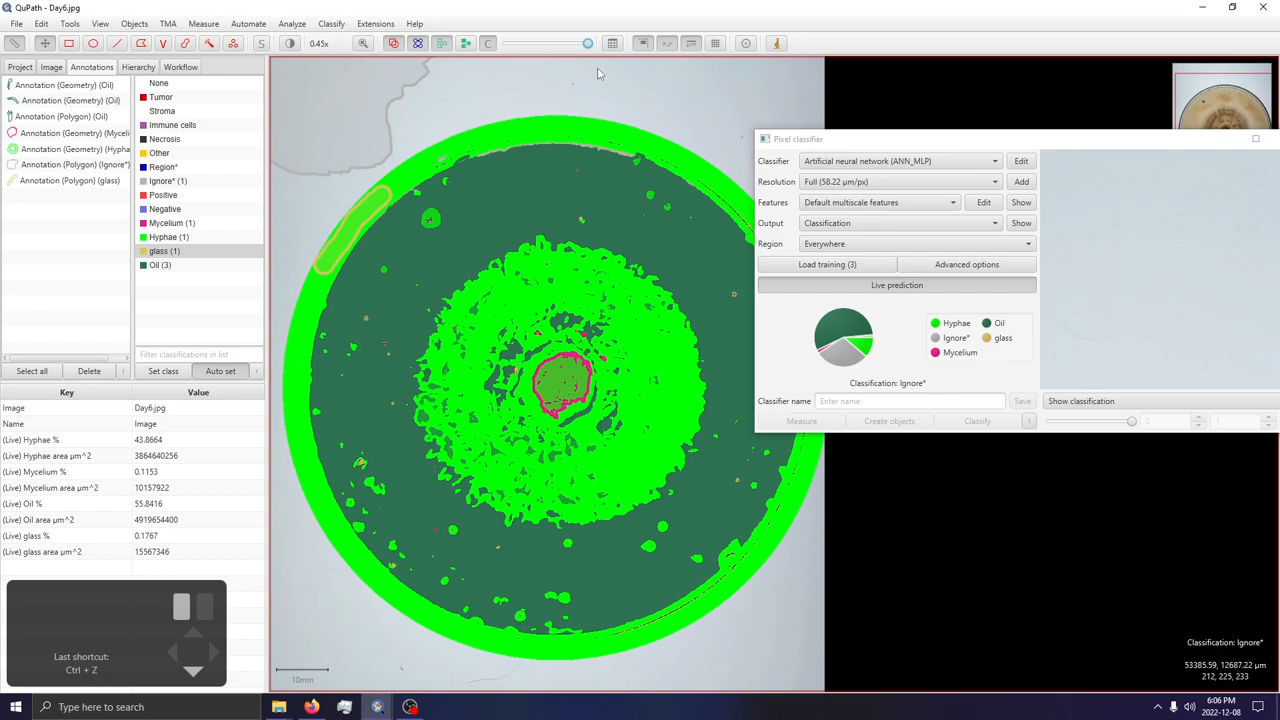 QuPath - Day6.jpg
File Edit Tools View Objects TMA Measure Automate Analyze Classify Extensions Help
S 0.45x C x,y
Project Image Annotations Hierarchy Workflow
Annotation (Geometry) (Oil)
Annotation (Geometry) (Oil)
Annotation (Polygon) (Oil)
Annotation (Geometry) (Myceli
Annotation (Geometry) (Hypha
Annotation (Polygon) (Ignore*)
Annotation (Polygon) (glass)
None
Tumor
Stroma
Immune cells
Necrosis
Other
Region*
Ignore* (1)
Positive
Negative
Mycelium (1)
Hyphae (1)
glass (1)
Oil (3)
Filter classifications in list
Select all Delete Set class Auto set
Key Value
Image Day6.jpg
Name Image
(Live) Hyphae % 43.8664
(Live) Hyphae area µm^2 3864640256
(Live) Mycelium % 0.1153
(Live) Mycelium area µm^2 10157922
(Live) Oil % 55.8416
(Live) Oil area µm^2 4919654400
(Live) glass % 0.1767
(Live) glass area µm^2 15567346
Last shortcut:
Ctrl + Z
10mm
Pixel classifier
Classifier Artificial neural network (ANN_MLP) Edit
Resolution Full (58.22 µm/px) Add
Features Default multiscale features Edit Show
Output Classification Show
Region Everywhere
Load training (3) Advanced options
Live prediction
Hyphae Oil
Ignore* glass
Mycelium
Classification: Ignore*
Classifier name Enter name Save Show classification
Measure Create objects Classify 0 1
Classification: Ignore*
53385.59, 12687.22 µm
212, 225, 233
Type here to search
6:06 PM
2022-12-08